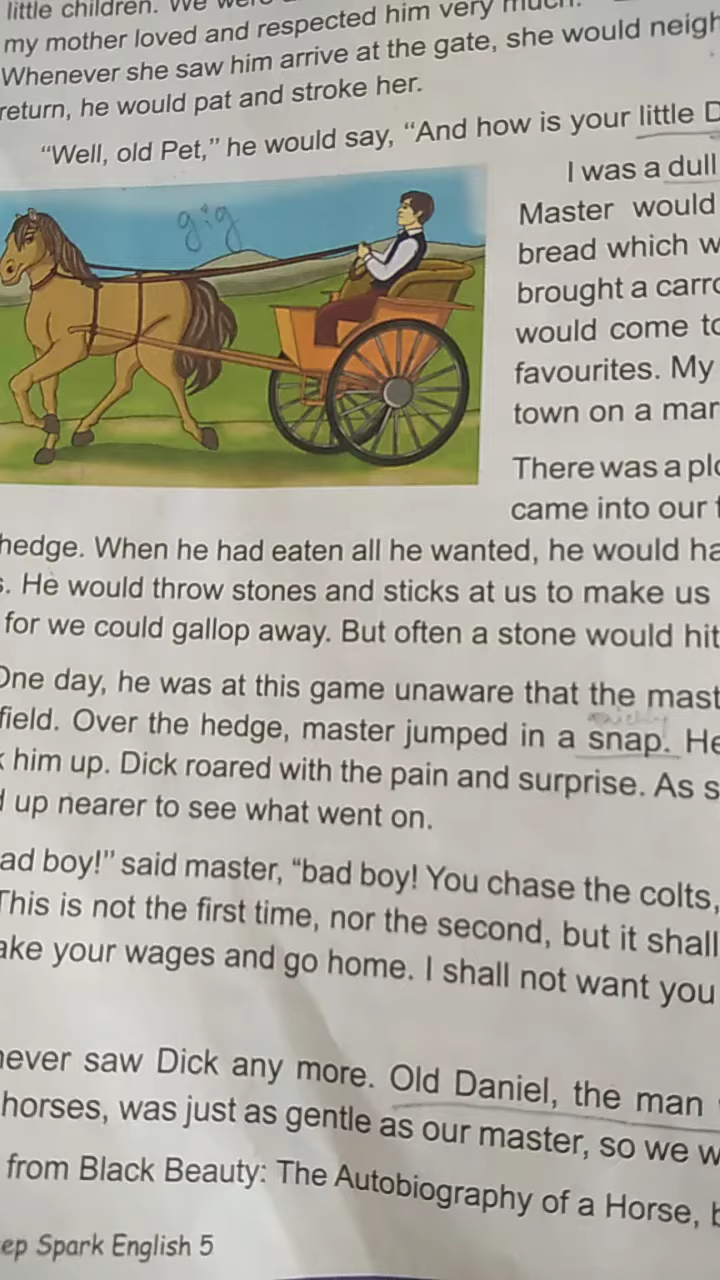 little children. We
my mother loved and respected him very much.
Whenever she saw him arrive at the gate, she would neigh
return, he would pat and stroke her.
“Well, old Pet,” he would say, “And how is your little D
I was a dull
gig
Master would
bread which w
brought a carro
would come to
favourites. My
town on a mar
There was a plo
came into our f
hedge. When he had eaten all he wanted, he would ha
s. He would throw stones and sticks at us to make us
for we could gallop away. But often a stone would hit
One day, he was at this game unaware that the mast
field. Over the hedge, master jumped in a snap. He
k him up. Dick roared with the pain and surprise. As s
d up nearer to see what went on.
ad boy!” said master, “bad boy! You chase the colts,
This is not the first time, nor the second, but it shall
ake your wages and go home. I shall not want you
never saw Dick any more. Old Daniel, the man
horses, was just as gentle as our master, so we w
from Black Beauty: The Autobiography of a Horse, b
ep Spark English 5